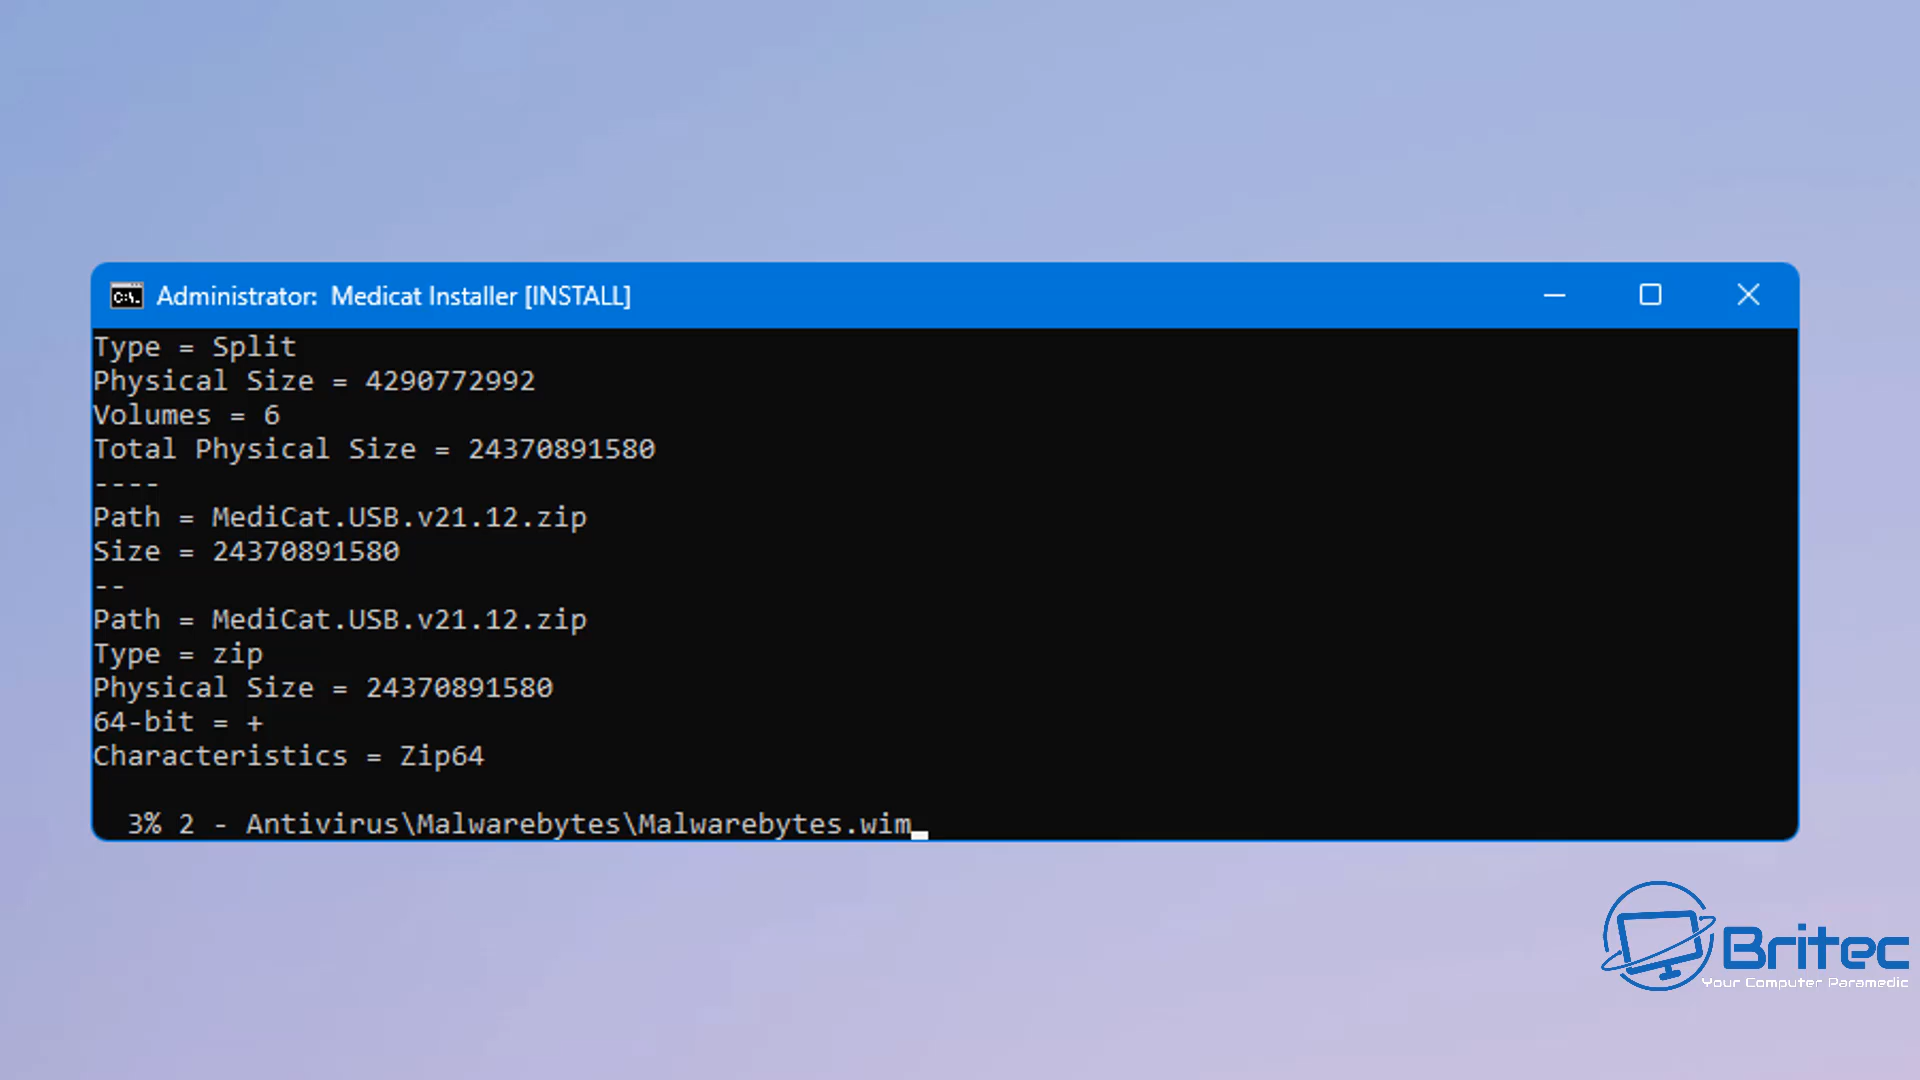 Administrator:  Medicat Installer [INSTALL]
Type = Split
Physical Size = 4290772992
Volumes = 6
Total Physical Size = 24370891580
----
Path = MediCat.USB.v21.12.zip
Size = 24370891580
--
Path = MediCat.USB.v21.12.zip
Type = zip
Physical Size = 24370891580
64-bit = +
Characteristics = Zip64
3% 2 - Antivirus\Malwarebytes\Malwarebytes.wim
Britec
Your Computer Paramedic